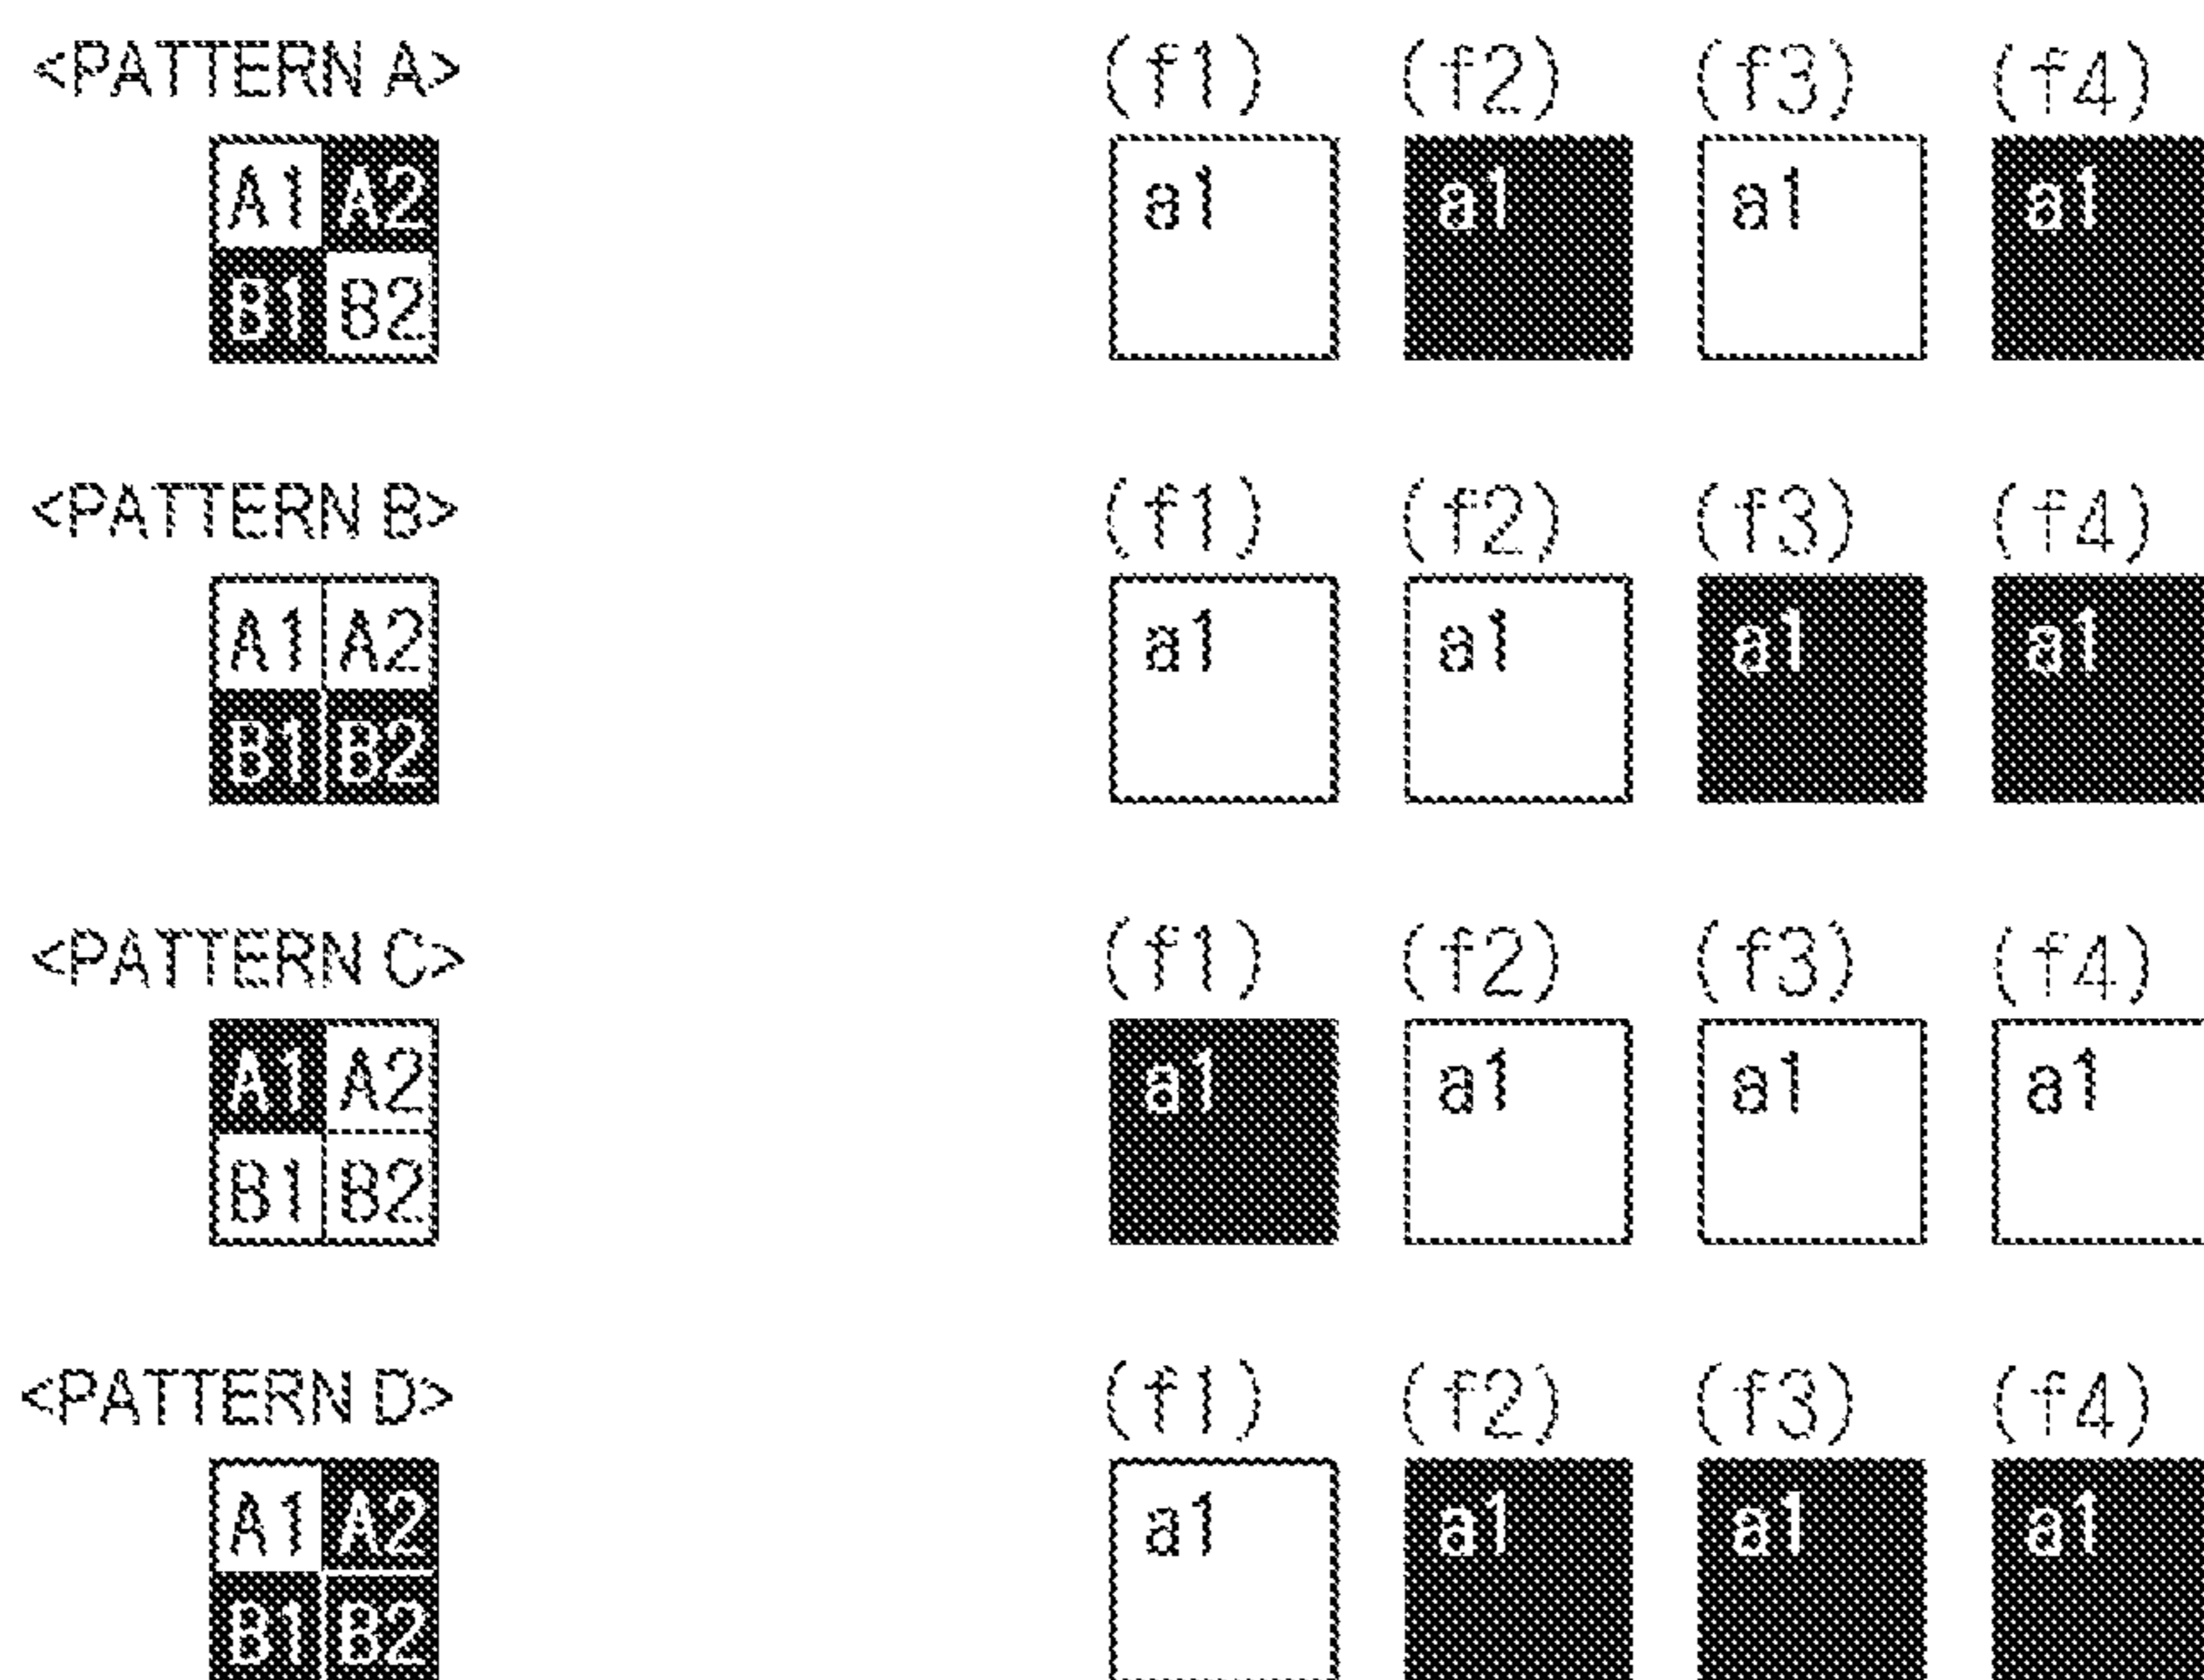 <PATTERN A> (f1) (f2) (f3) (f4)
A1 A2 a1 a1 a1 a1
B1 B2
<PATTERN B> (f1) (f2) (f3) (f4)
A1 A2 a1 a1 a1 a1
B1 B2
<PATTERN C> (f1) (f2) (f3) (f4)
A1 A2 a1 a1 a1 a1
B1 B2
<PATTERN D> (f1) (f2) (f3) (f4)
A1 A2 a1 a1 a1 a1
B1 B2